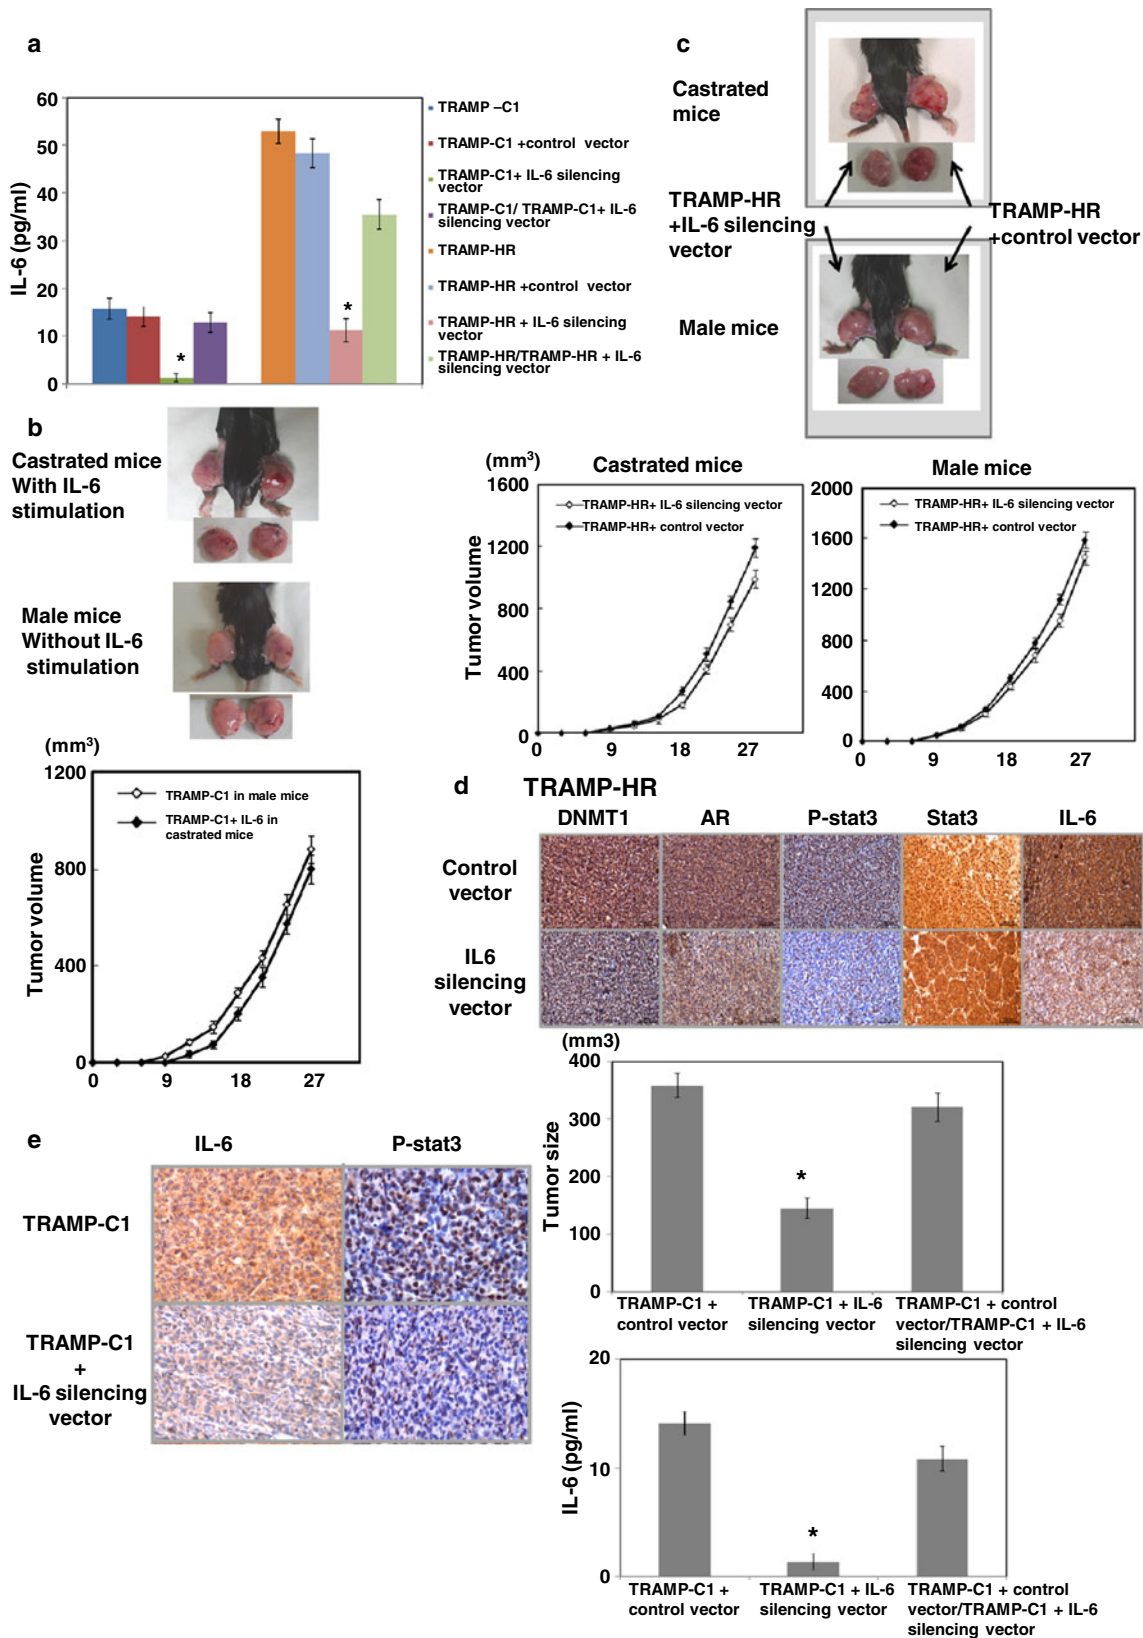 a
60
50
40
30
20
10
0
IL-6 (pg/ml)
*
*
TRAMP –C1
TRAMP-C1 +control vector
TRAMP-C1+ IL-6 silencing
vector
TRAMP-C1/ TRAMP-C1+ IL-6
silencing vector
TRAMP-HR
TRAMP-HR +control vector
TRAMP-HR + IL-6 silencing
vector
TRAMP-HR/TRAMP-HR + IL-6
silencing vector
b
Castrated mice
With IL-6
stimulation
Male mice
Without IL-6
stimulation
(mm3)
1200
800
400
0
Tumor volume
TRAMP-C1 in male mice
TRAMP-C1+ IL-6 in
castrated mice
0 9 18 27
c
Castrated
mice
TRAMP-HR
+IL-6 silencing
vector
TRAMP-HR
+control vector
Male mice
(mm3)
Castrated mice
1600
1200
800
400
0
Tumor volume
TRAMP-HR+ IL-6 silencing vector
TRAMP-HR+ control vector
0 9 18 27
Male mice
2000
1600
1200
800
400
0
TRAMP-HR+ IL-6 silencing vector
TRAMP-HR+ control vector
0 9 18 27
d
TRAMP-HR
DNMT1 AR P-stat3 Stat3 IL-6
Control
vector
IL6
silencing
vector
e
IL-6 P-stat3
TRAMP-C1
TRAMP-C1
+
IL-6 silencing
vector
(mm3)
400
300
200
100
0
Tumor size
*
TRAMP-C1 +
control vector
TRAMP-C1 + IL-6
silencing vector
TRAMP-C1 + control
vector/TRAMP-C1 + IL-6
silencing vector
20
10
0
IL-6 (pg/ml)
*
TRAMP-C1 +
control vector
TRAMP-C1 + IL-6
silencing vector
TRAMP-C1 + control
vector/TRAMP-C1 + IL-6
silencing vector